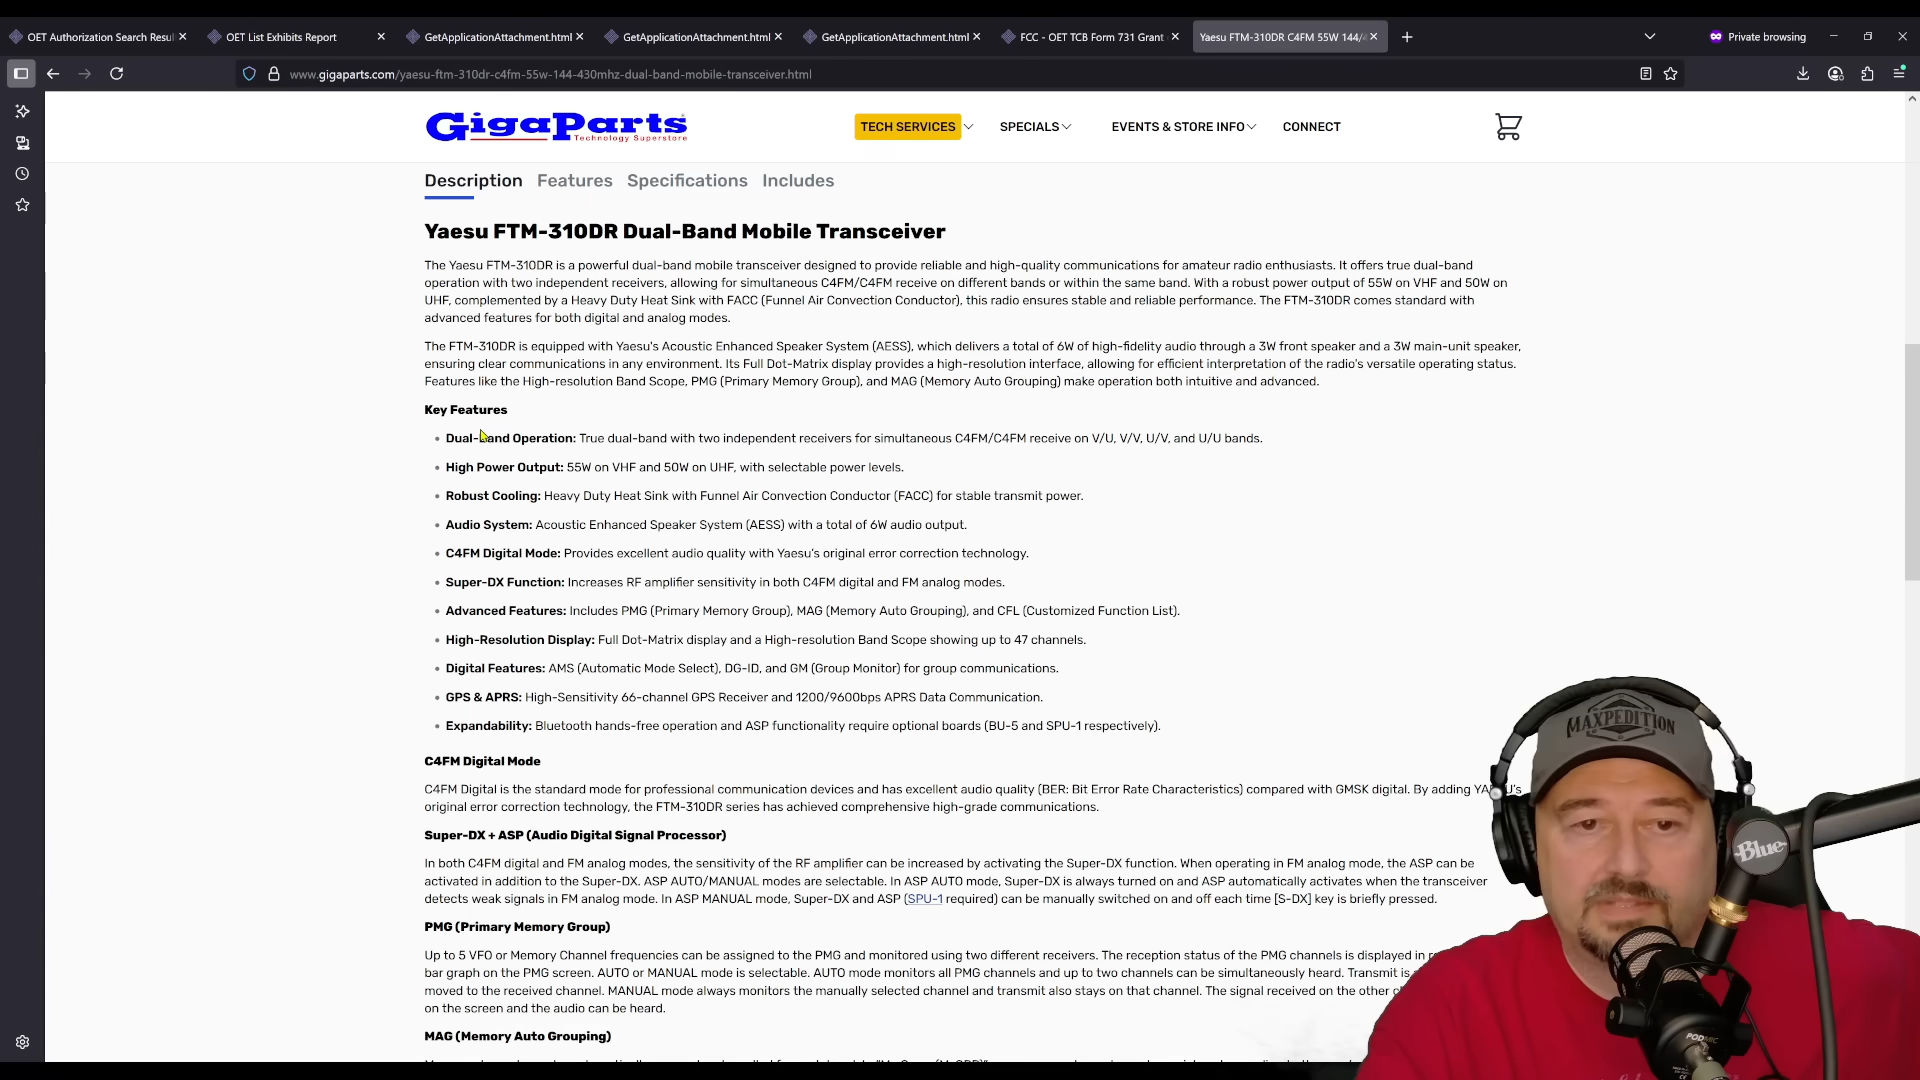 OET Authorization Search Resul
OET List Exhibits Report
GetApplicationAttachment.html
GetApplicationAttachment.html
GetApplicationAttachment.html
FCC - OET TCB Form 731 Grant
Yaesu FTM-310DR C4FM 55W 144/4
Private browsing
www.gigaparts.com/yaesu-ftm-310dr-c4fm-55w-144-430mhz-dual-band-mobile-transceiver.html
GigaParts
Technology Superstore
TECH SERVICES
SPECIALS
EVENTS & STORE INFO
CONNECT
Description Features Specifications Includes
Yaesu FTM-310DR Dual-Band Mobile Transceiver
The Yaesu FTM-310DR is a powerful dual-band mobile transceiver designed to provide reliable and high-quality communications for amateur radio enthusiasts. It offers true dual-band
operation with two independent receivers, allowing for simultaneous C4FM/C4FM receive on different bands or within the same band. With a robust power output of 55W on VHF and 50W on
UHF, complemented by a Heavy Duty Heat Sink with FACC (Funnel Air Convection Conductor), this radio ensures stable and reliable performance. The FTM-310DR comes standard with
advanced features for both digital and analog modes.
The FTM-310DR is equipped with Yaesu's Acoustic Enhanced Speaker System (AESS), which delivers a total of 6W of high-fidelity audio through a 3W front speaker and a 3W main-unit speaker,
ensuring clear communications in any environment. Its Full Dot-Matrix display provides a high-resolution interface, allowing for efficient interpretation of the radio's versatile operating status.
Features like the High-resolution Band Scope, PMG (Primary Memory Group), and MAG (Memory Auto Grouping) make operation both intuitive and advanced.
Key Features
Dual-Band Operation: True dual-band with two independent receivers for simultaneous C4FM/C4FM receive on V/U, V/V, U/V, and U/U bands.
High Power Output: 55W on VHF and 50W on UHF, with selectable power levels.
Robust Cooling: Heavy Duty Heat Sink with Funnel Air Convection Conductor (FACC) for stable transmit power.
Audio System: Acoustic Enhanced Speaker System (AESS) with a total of 6W audio output.
C4FM Digital Mode: Provides excellent audio quality with Yaesu's original error correction technology.
Super-DX Function: Increases RF amplifier sensitivity in both C4FM digital and FM analog modes.
Advanced Features: Includes PMG (Primary Memory Group), MAG (Memory Auto Grouping), and CFL (Customized Function List).
High-Resolution Display: Full Dot-Matrix display and a High-resolution Band Scope showing up to 47 channels.
Digital Features: AMS (Automatic Mode Select), DG-ID, and GM (Group Monitor) for group communications.
GPS & APRS: High-Sensitivity 66-channel GPS Receiver and 1200/9600bps APRS Data Communication.
Expandability: Bluetooth hands-free operation and ASP functionality require optional boards (BU-5 and SPU-1 respectively).
C4FM Digital Mode
C4FM Digital is the standard mode for professional communication devices and has excellent audio quality (BER: Bit Error Rate Characteristics) compared with GMSK digital. By adding
original error correction technology, the FTM-310DR series has achieved comprehensive high-grade communications.
Super-DX + ASP (Audio Digital Signal Processor)
In both C4FM digital and FM analog modes, the sensitivity of the RF amplifier can be increased by activating the Super-DX function. When operating in FM analog mode, the ASP can be
activated in addition to the Super-DX. ASP AUTO/MANUAL modes are selectable. In ASP AUTO mode, Super-DX is always turned on and ASP automatically activates when the transceiver
detects weak signals in FM analog mode. In ASP MANUAL mode, Super-DX and ASP (SPU-1 required) can be manually switched on and off each time [S-DX] key is briefly pressed.
PMG (Primary Memory Group)
Up to 5 VFO or Memory Channel frequencies can be assigned to the PMG and monitored using two different receivers. The reception status of the PMG channels is displayed in
bar graph on the PMG screen. AUTO or MANUAL mode is selectable. AUTO mode monitors all PMG channels and up to two channels can be simultaneously heard. Transmit is
moved to the received channel. MANUAL mode always monitors the manually selected channel and transmit also stays on that channel. The signal received on the other
on the screen and the audio can be heard.
MAG (Memory Auto Grouping)
MAXPEDITION
Blue
PODMIC